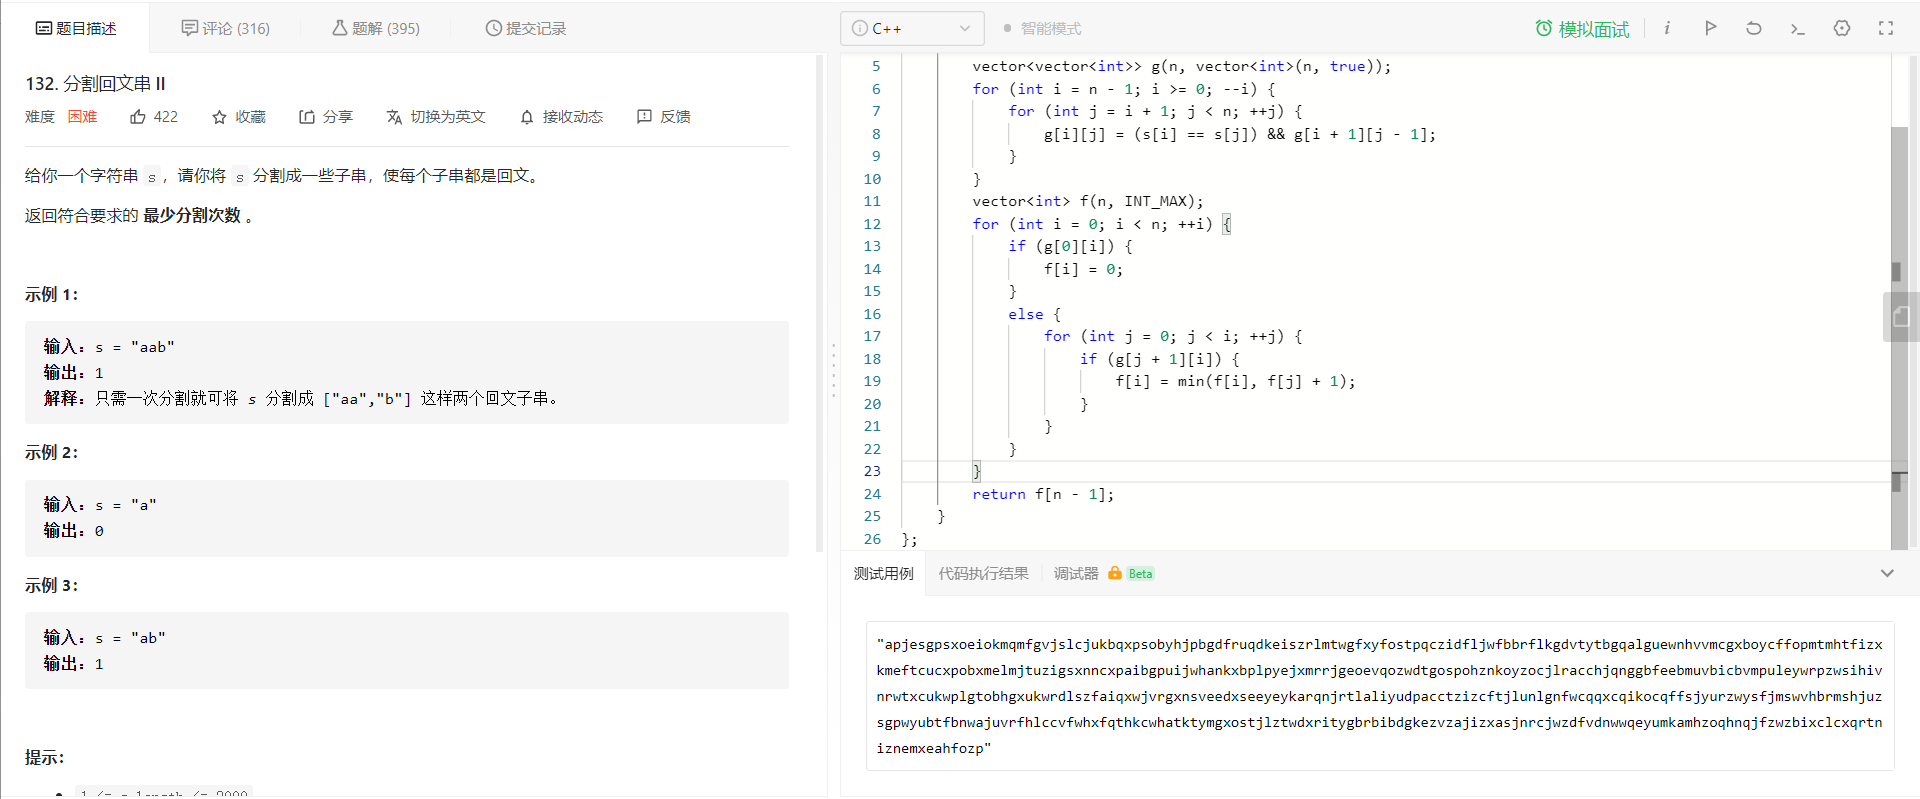 题目描述
评论 (316)
题解 (395)
提交记录
132. 分割回文串 II
难度 困难 422 收藏 分享 切换为英文 接收动态 反馈
给你一个字符串 s，请你将 s 分割成一些子串，使每个子串都是回文。
返回符合要求的 最少分割次数 。
示例 1：
输入：s = "aab"
输出：1
解释：只需一次分割就可将 s 分割成 ["aa","b"] 这样两个回文子串。
示例 2：
输入：s = "a"
输出：0
示例 3：
输入：s = "ab"
输出：1
提示：
1 <= s.length <= 2000
C++
智能模式
模拟面试
5 vector<vector<int>> g(n, vector<int>(n, true));
6 for (int i = n - 1; i >= 0; --i) {
7 for (int j = i + 1; j < n; ++j) {
8 g[i][j] = (s[i] == s[j]) && g[i + 1][j - 1];
9 }
10 }
11 vector<int> f(n, INT_MAX);
12 for (int i = 0; i < n; ++i) {
13 if (g[0][i]) {
14 f[i] = 0;
15 }
16 else {
17 for (int j = 0; j < i; ++j) {
18 if (g[j + 1][i]) {
19 f[i] = min(f[i], f[j] + 1);
20 }
21 }
22 }
23 }
24 return f[n - 1];
25 }
26 };
测试用例
代码执行结果
调试器 Beta
"apjesgpsxoeiokmqmfgvjslcjukbqxpsobyhjpbgdfruqdkeiszrlmtwgfxyfostpqczidfljwfbbrflkgdvtytbgqalguewnhvvmcgxboycffopmtmhtfizx
kmeftcucxpobxmelmjtuzigsxnncxpaibgpuijwhankxbplpyejxmrrjgeoevqozwdtgospohznkoyzocjlracchjqnggbfeebmuvbicbvmpuleywrpzwsihiv
nrwtxcukwplgtobhgxukwrdlszfaiqxwjvrgxnsveedxseeyeykarqnjrtlaliyudpacctzizcftjlunlgnfwcqqxcqikocqffsjyurzwysfjmswvhbrmshjuz
sgpwyubtfbnwajuvrfhlccvfwhxfqthkcwhatktymgxostjlztwdxritygbrbibdgkezvzajizxasjnrcjwzdfvdnwwqeyumkamhzoqhnqjfzwzbixclcxqrtn
iznemxeahfozp"